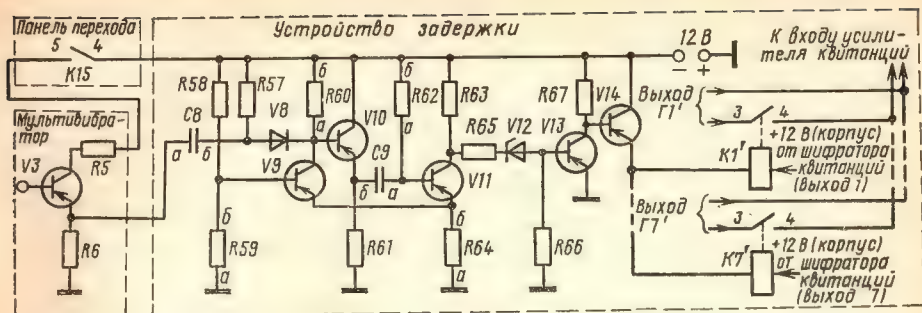 Панель перехода
5 4
К15
Мультивибра-
тор
V3
R5
R6
Устройство задержки
R58
R57
C8
а б
V8
V9
б
R59
а
б
R60
а
V10
C9
б а
R61
б
R62
а
R63
V11
б
R64
а
R65
V12
R66
R67
V13
V14
12 В
− +
К входу усили-
теля квитанций
Выход
Г1'
3 4
К1'
+12 В (корпус)
от шифратора
квитанций
(выход 1)
Выход
Г7'
3 4
К7'
+12 В (корпус)
от шифратора
квитанций
(выход 7)